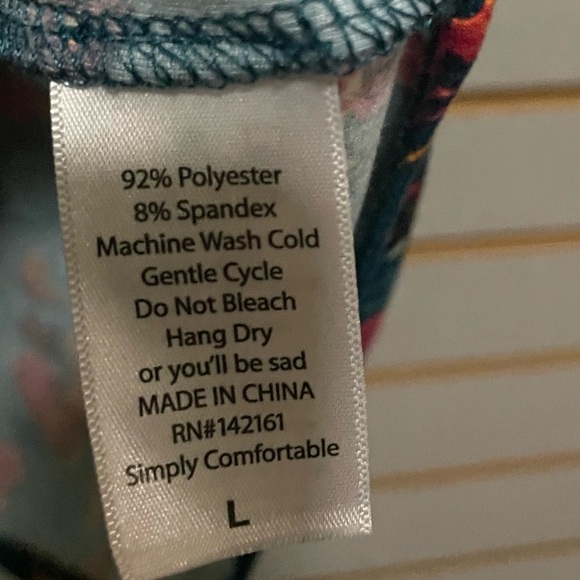 92% Polyester
8% Spandex
Machine Wash Cold
Gentle Cycle
Do Not Bleach
Hang Dry
or you'll be sad
MADE IN CHINA
RN#142161
Simply Comfortable
L